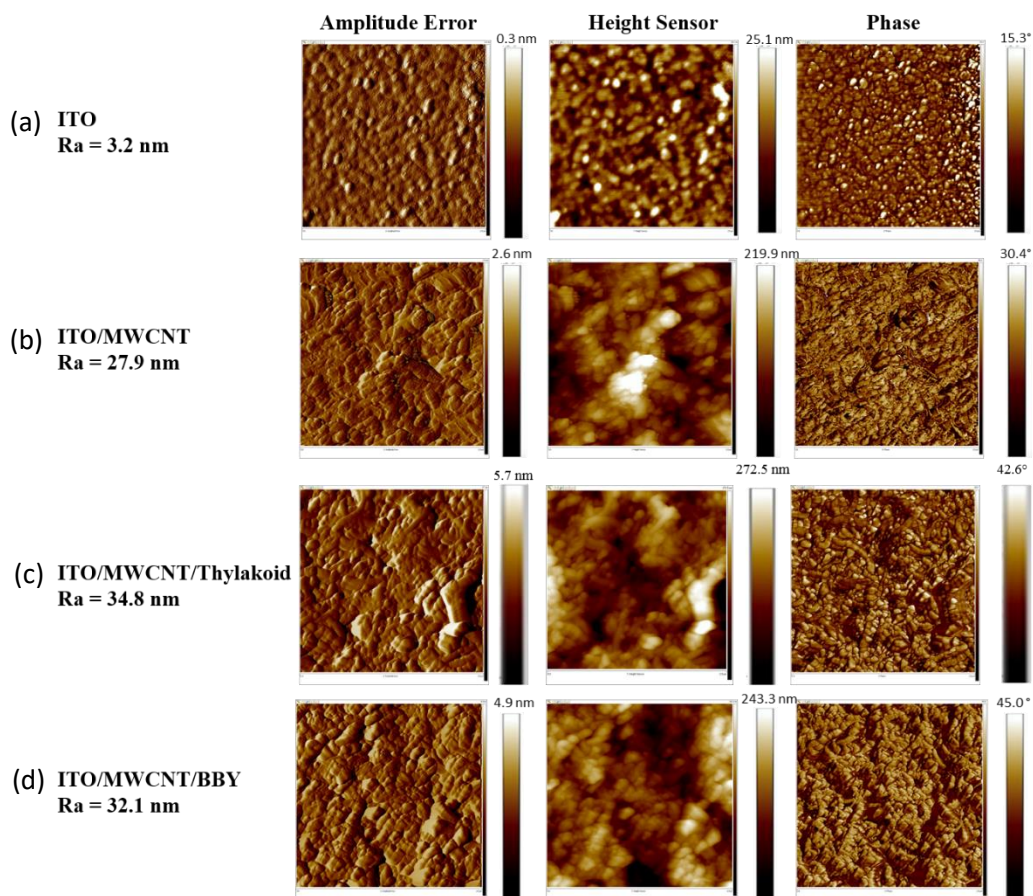 Amplitude Error Height Sensor Phase
0.3 nm 25.1 nm 15.3°
(a) ITO
Ra = 3.2 nm
2.6 nm 219.9 nm 30.4°
(b) ITO/MWCNT
Ra = 27.9 nm
5.7 nm 272.5 nm 42.6°
(c) ITO/MWCNT/Thylakoid
Ra = 34.8 nm
4.9 nm 243.3 nm 45.0°
(d) ITO/MWCNT/BBY
Ra = 32.1 nm